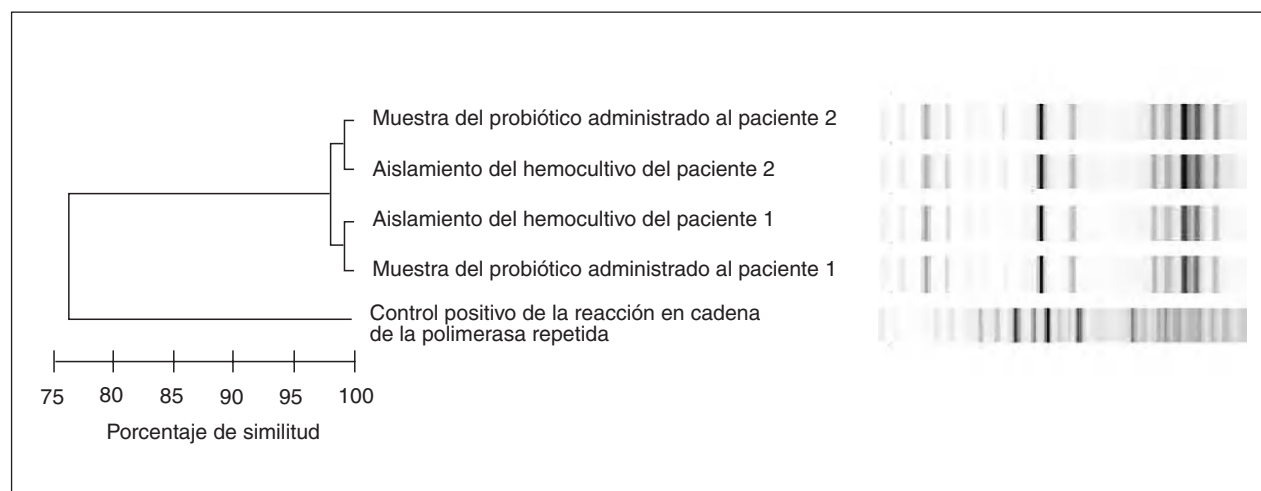 Muestra del probiótico administrado al paciente 2
Aislamiento del hemocultivo del paciente 2
Aislamiento del hemocultivo del paciente 1
Muestra del probiótico administrado al paciente 1
Control positivo de la reacción en cadena
de la polimerasa repetida
75 80 85 90 95 100
Porcentaje de similitud